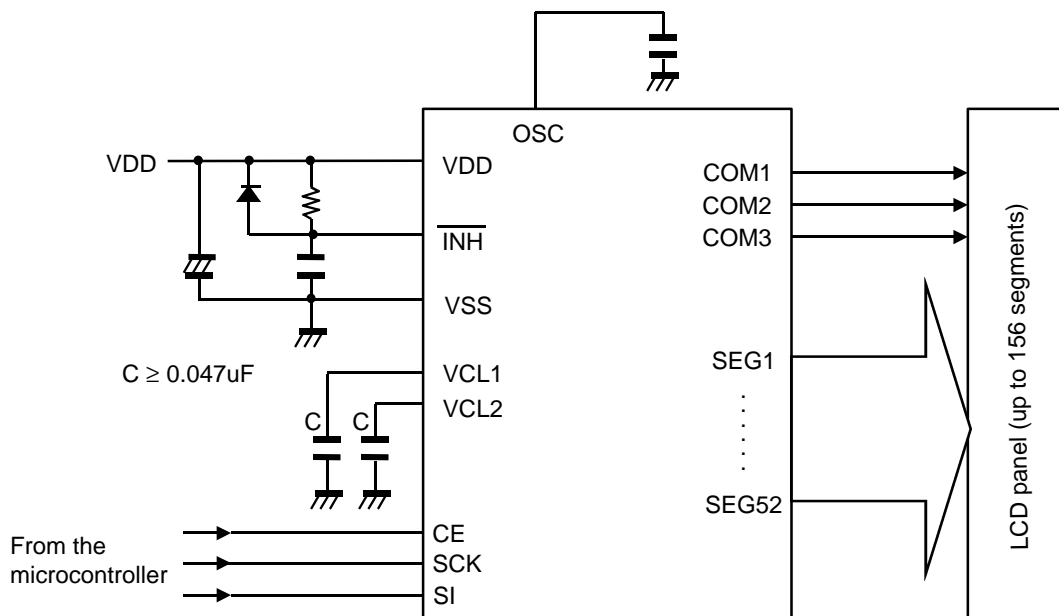 OSC
VDD
VDD
INH
VSS
C ≥ 0.047uF
VCL1
VCL2
C
C
From the
microcontroller
CE
SCK
SI
COM1
COM2
COM3
SEG1
SEG52
LCD panel (up to 156 segments)